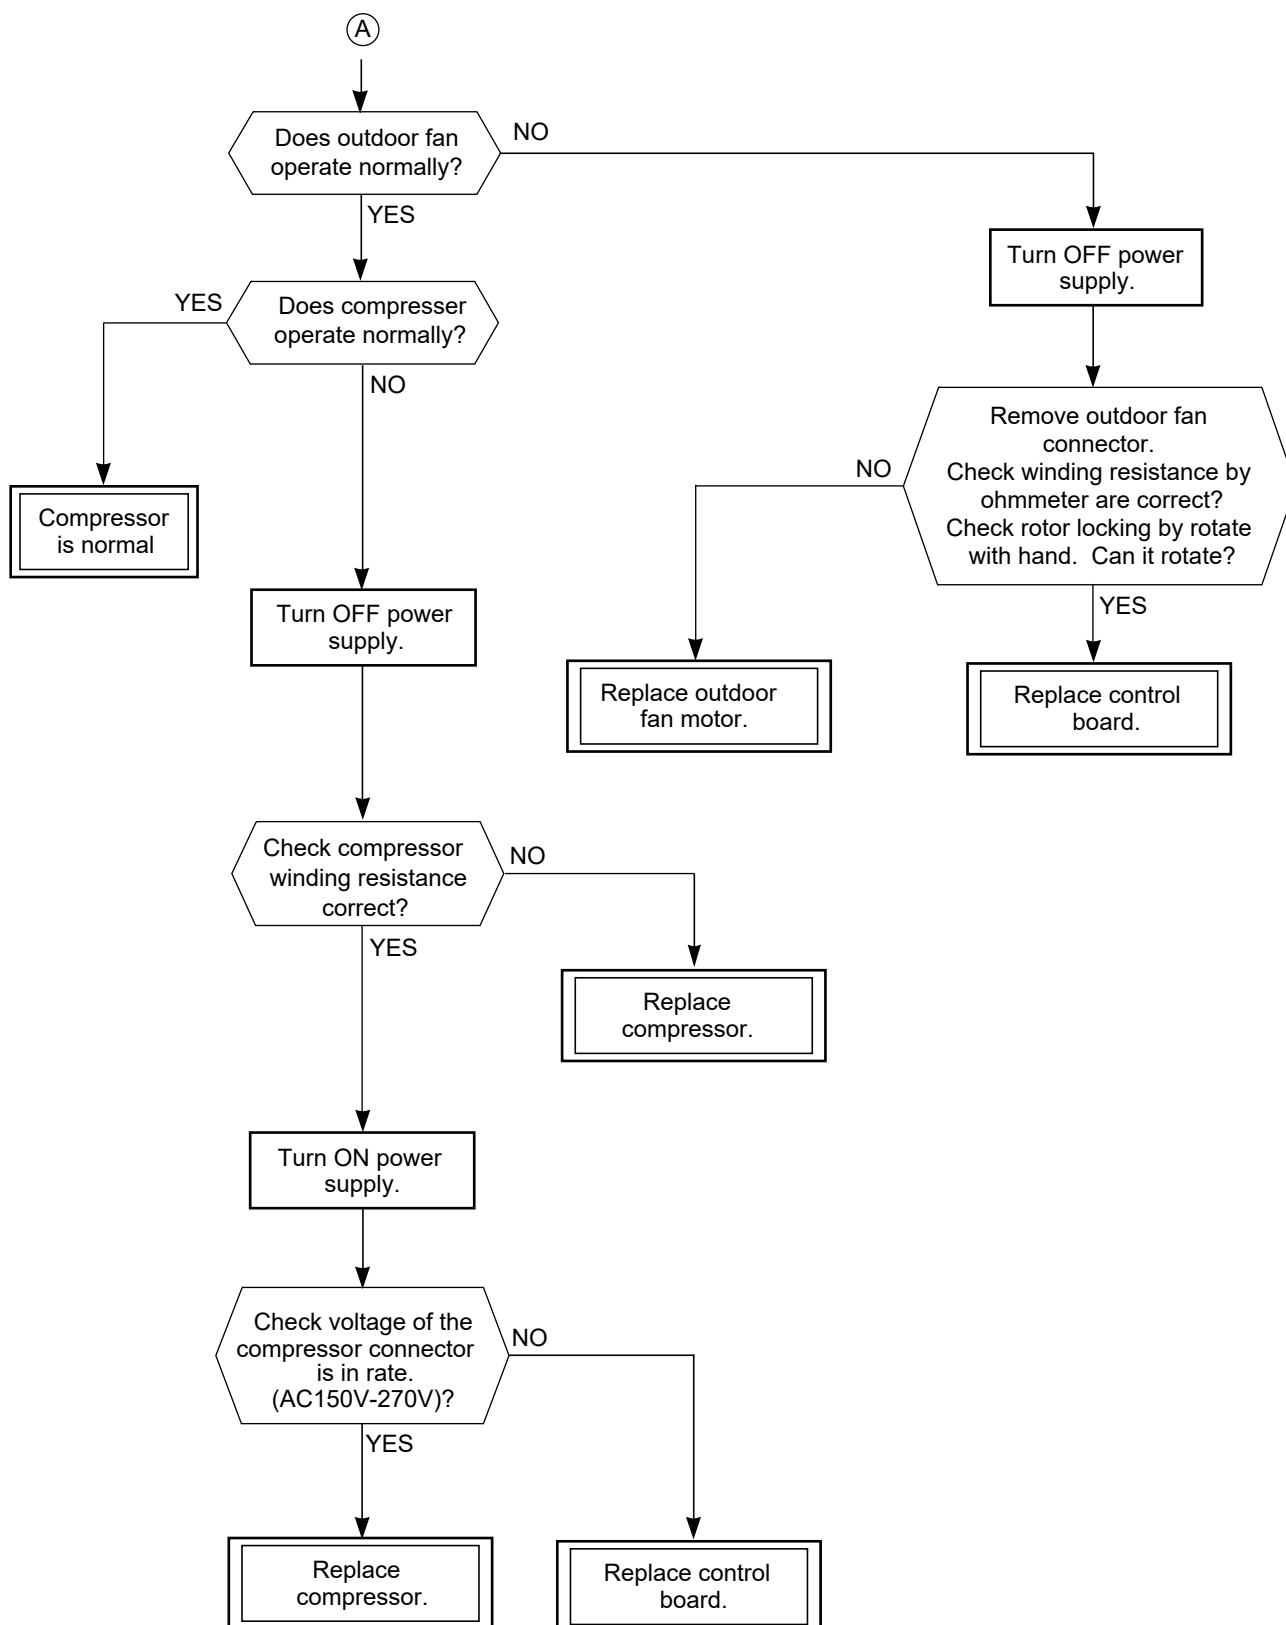 A
Does outdoor fan
operate normally?
NO
YES
Turn OFF power
supply.
Does compresser
operate normally?
YES
NO
Remove outdoor fan
connector.
Check winding resistance by
ohmmeter are correct?
Check rotor locking by rotate
with hand.  Can it rotate?
NO
YES
Compressor
is normal
Turn OFF power
supply.
Replace outdoor
fan motor.
Replace control
board.
Check compressor
winding resistance
correct?
NO
YES
Replace
compressor.
Turn ON power
supply.
Check voltage of the
compressor connector
is in rate.
(AC150V-270V)?
NO
YES
Replace
compressor.
Replace control
board.